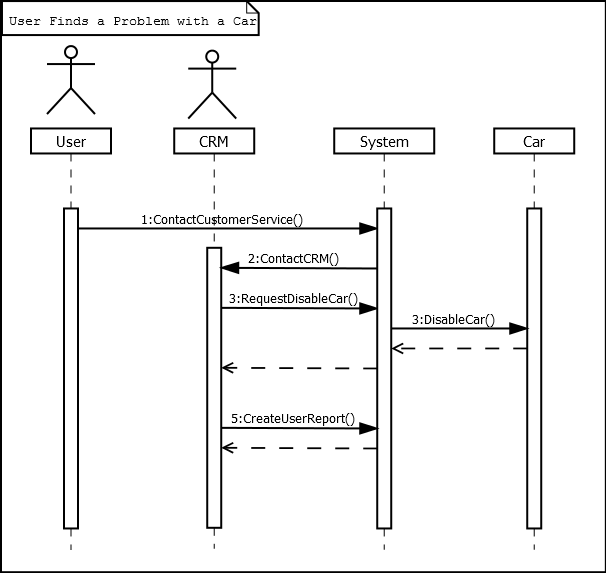 User Finds a Problem with a Car
User
CRM
System
Car
1:ContactCustomerService()
2:ContactCRM()
3:RequestDisableCar()
3:DisableCar()
5:CreateUserReport()